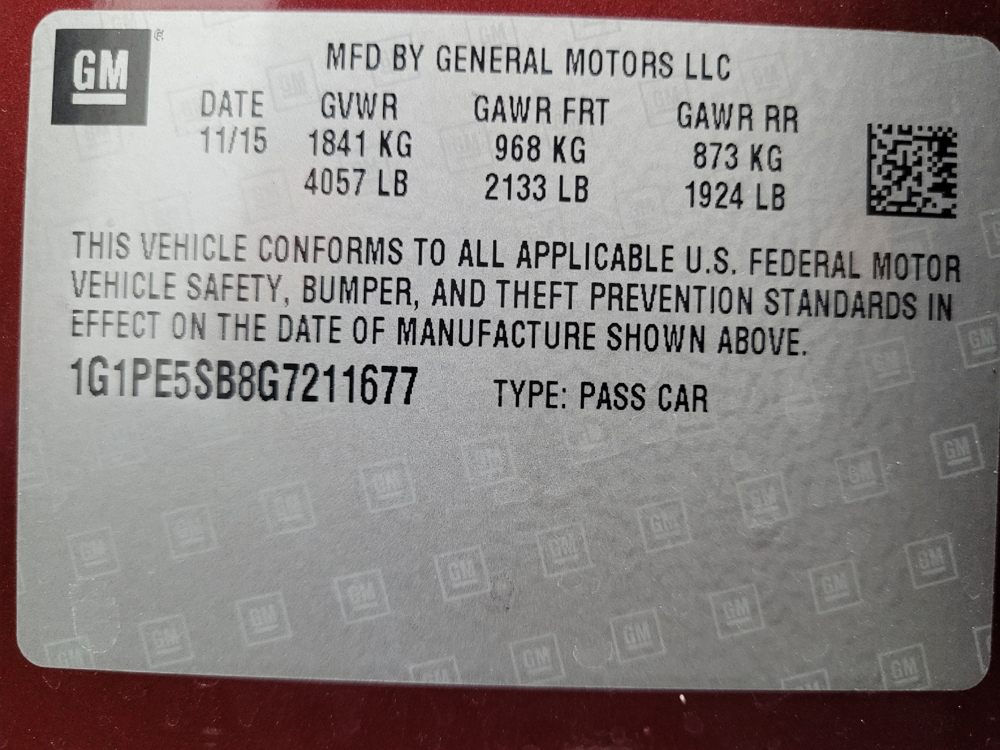 GM ®
MFD BY GENERAL MOTORS LLC
DATE GVWR GAWR FRT GAWR RR
11/15 1841 KG 968 KG 873 KG
4057 LB 2133 LB 1924 LB
THIS VEHICLE CONFORMS TO ALL APPLICABLE U.S. FEDERAL MOTOR
VEHICLE SAFETY, BUMPER, AND THEFT PREVENTION STANDARDS IN
EFFECT ON THE DATE OF MANUFACTURE SHOWN ABOVE.
1G1PE5SB8G7211677 TYPE: PASS CAR